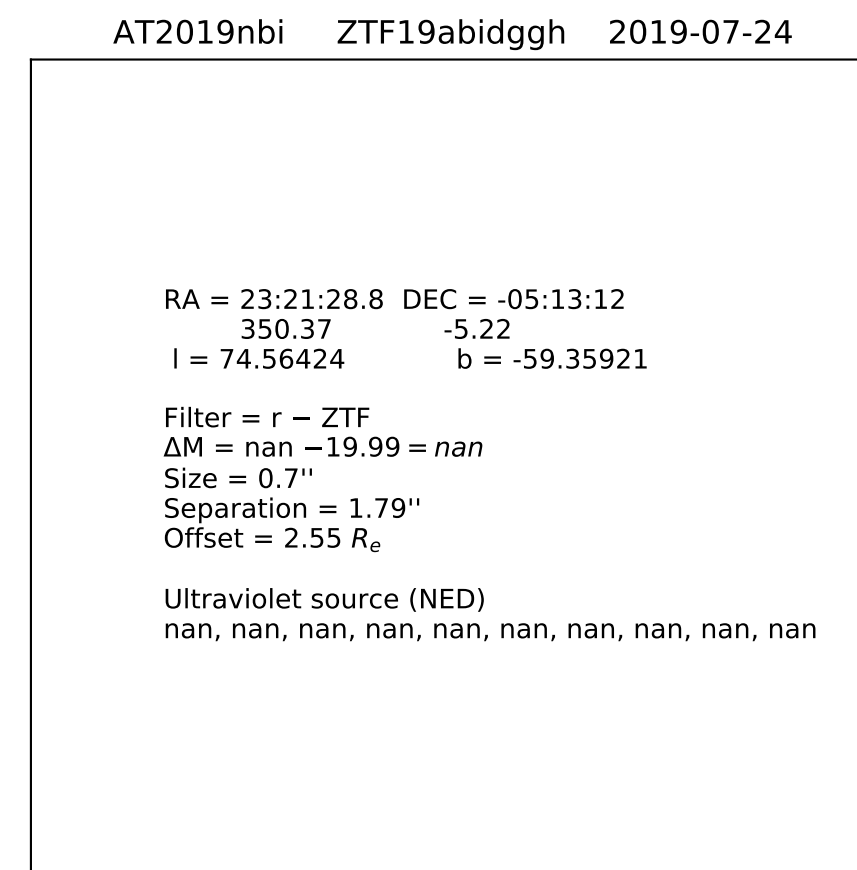 AT2019nbi ZTF19abidggh 2019-07-24
RA = 23:21:28.8 DEC = -05:13:12
350.37 -5.22
l = 74.56424 b = -59.35921
Filter = r − ZTF
ΔM = nan −19.99 = nan
Size = 0.7''
Separation = 1.79''
Offset = 2.55 Rₑ
Ultraviolet source (NED)
nan, nan, nan, nan, nan, nan, nan, nan, nan, nan